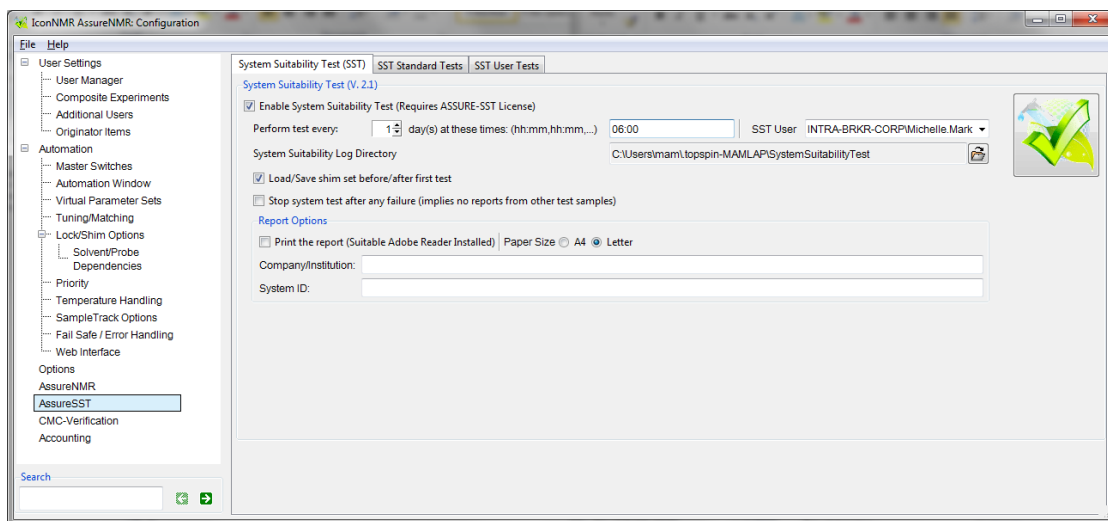 IconNMR AssureNMR: Configuration
File Help
User Settings
User Manager
Composite Experiments
Additional Users
Originator Items
Automation
Master Switches
Automation Window
Virtual Parameter Sets
Tuning/Matching
Lock/Shim Options
Solvent/Probe
Dependencies
Priority
Temperature Handling
SampleTrack Options
Fail Safe / Error Handling
Web Interface
Options
AssureNMR
AssureSST
CMC-Verification
Accounting
Search
System Suitability Test (SST) SST Standard Tests SST User Tests
System Suitability Test (V. 2.1)
Enable System Suitability Test (Requires ASSURE-SST License)
Perform test every: 1 day(s) at these times: (hh:mm,hh:mm,...) 06:00 SST User INTRA-BRKR-CORP\Michelle.Mark
System Suitability Log Directory C:\Users\mam\.topspin-MAMLAP\SystemSuitabilityTest
Load/Save shim set before/after first test
Stop system test after any failure (implies no reports from other test samples)
Report Options
Print the report (Suitable Adobe Reader Installed) Paper Size A4 Letter
Company/Institution:
System ID: